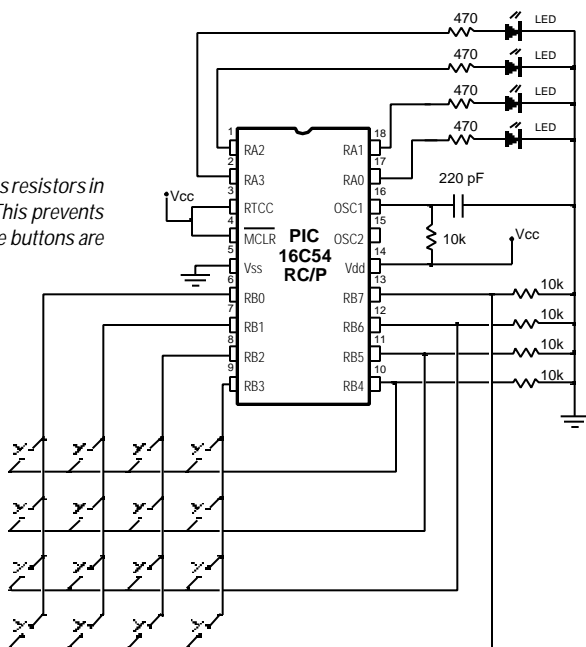 470
LED
470
LED
470
LED
470
LED
s resistors in
This prevents
e buttons are
Vcc
1
RA2
2
RA3
3
RTCC
4
MCLR
5
Vss
6
RB0
7
RB1
8
RB2
9
RB3
PIC
16C54
RC/P
18
RA1
17
RA0
16
OSC1
15
OSC2
14
Vdd
13
RB7
12
RB6
11
RB5
10
RB4
220 pF
10k
Vcc
10k
10k
10k
10k